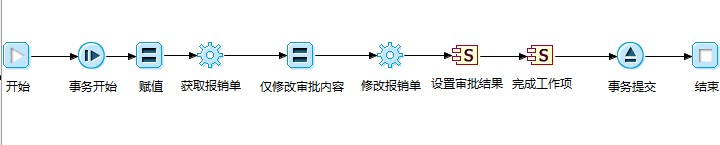 开始
事务开始
赋值
获取报销单
仅修改审批内容
修改报销单
S
设置审批结果
S
完成工作项
事务提交
结束